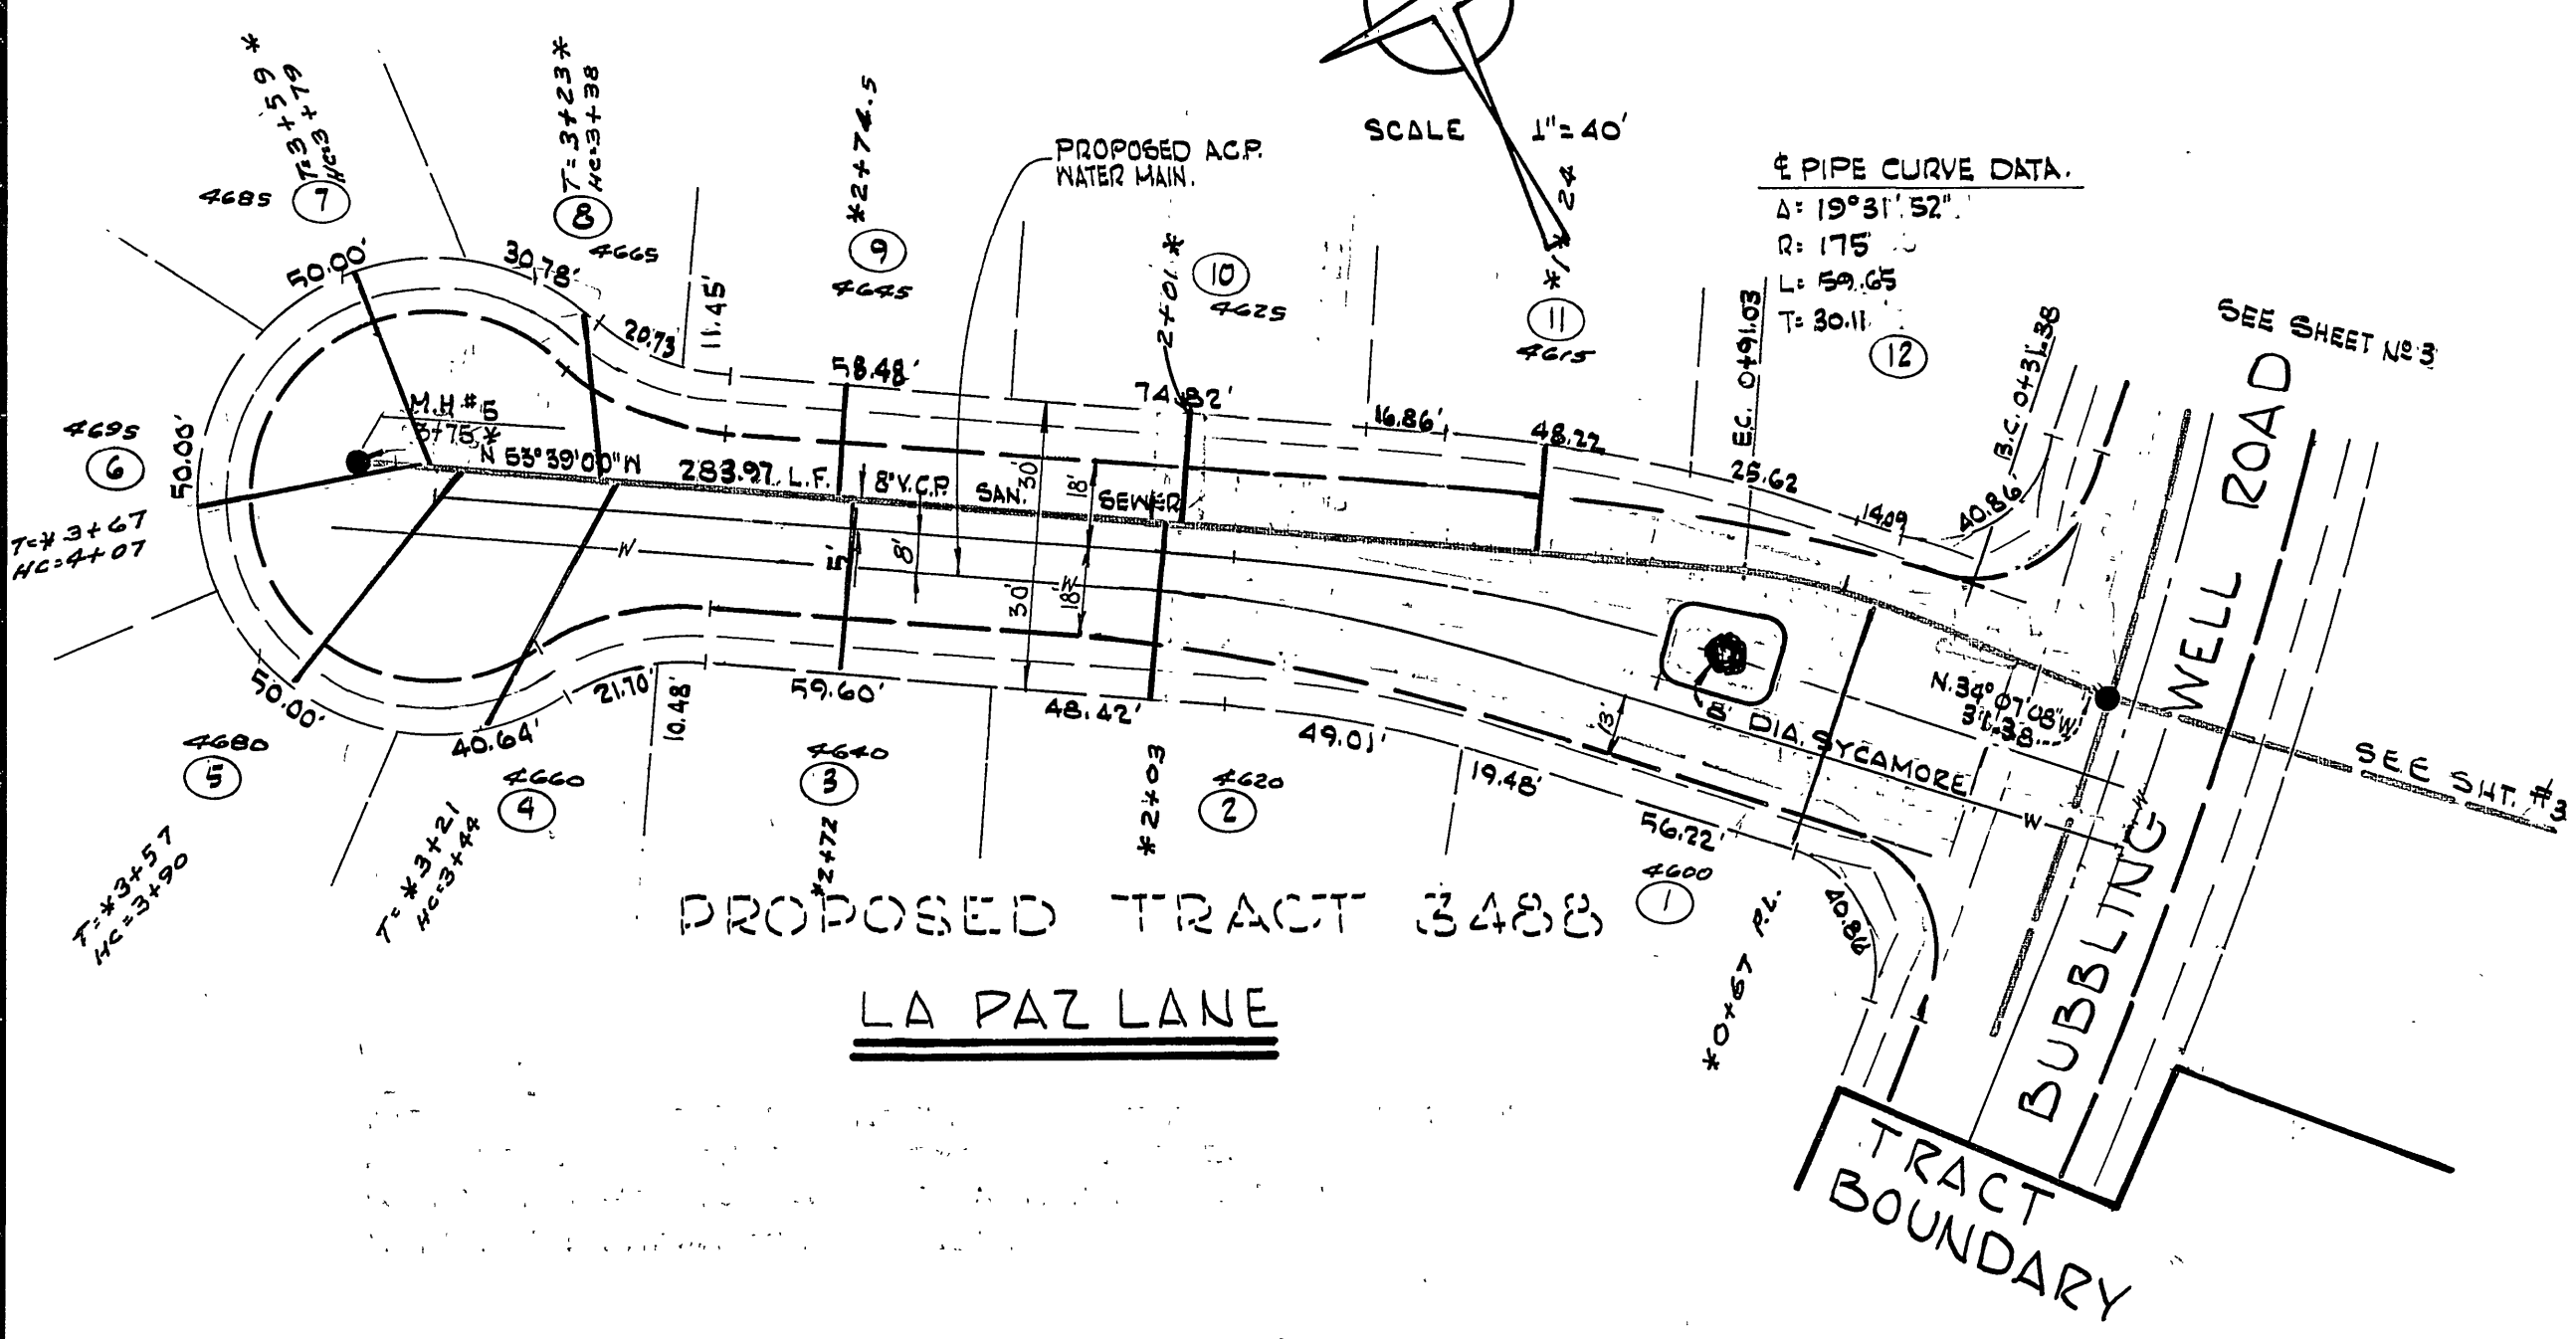 SCALE 1"= 40'
℄ PIPE CURVE DATA.
Δ= 19°31'.52".
R= 175
L= 59.65
T= 30.11
SEE SHEET Nº 3
PROPOSED A.C.P.
WATER MAIN.
T=3+59*
HC=3+79
4685
7
T=3+23*
HC=3+38
8
4665
*2+74.5
9
4645
2+01*
10
4625
24
11
4615
12
E.C. 0+91.03
B.C. 0+31.38
50.00'
30.78'
20.73'
11.45'
58.48'
74.82'
16.86'
48.22
25.62
14.09
40.86
4695
6
50.00'
T=*3+67
HC=4+07
M.H.#5
3+75*
N 53°39'00"W
283.97 L.F.
8" V.C.P.
SAN.
SEWER
30'
30'
18'
18'
5'
8'
W
W
W
W
13'
8' DIA. SYCAMORE
N.34°07'08"W
31.38
WELL ROAD
BUBBLING
SEE SHT. #3
50.00'
40.64'
21.70'
10.48'
59.60'
48.42'
49.01'
19.48'
56.22'
40.86
4680
5
T=*3+57
HC=3+90
4660
4
T=*3+21
HC=3+44
4640
3
*2+72
*2+03
4620
2
4600
1
*0+67 P.L.
PROPOSED TRACT 3488
LA PAZ LANE
TRACT
BOUNDARY